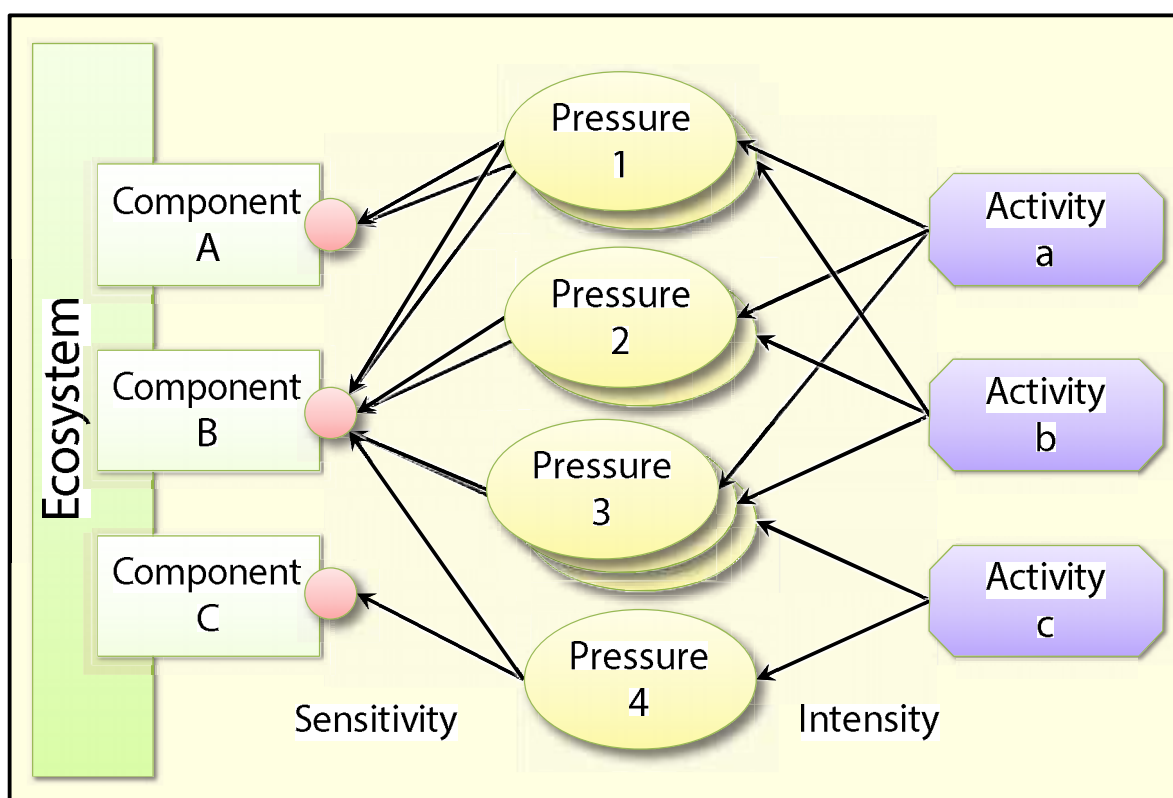 Ecosystem
Component
A
Component
B
Component
C
Sensitivity
Pressure
1
Pressure
2
Pressure
3
Pressure
4
Intensity
Activity
a
Activity
b
Activity
c